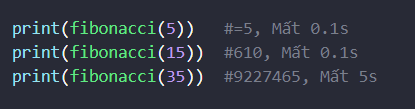 print(fibonacci(5))   #=5, Mất 0.1s
print(fibonacci(15))  #610, Mất 0.1s
print(fibonacci(35))  #9227465, Mất 5s